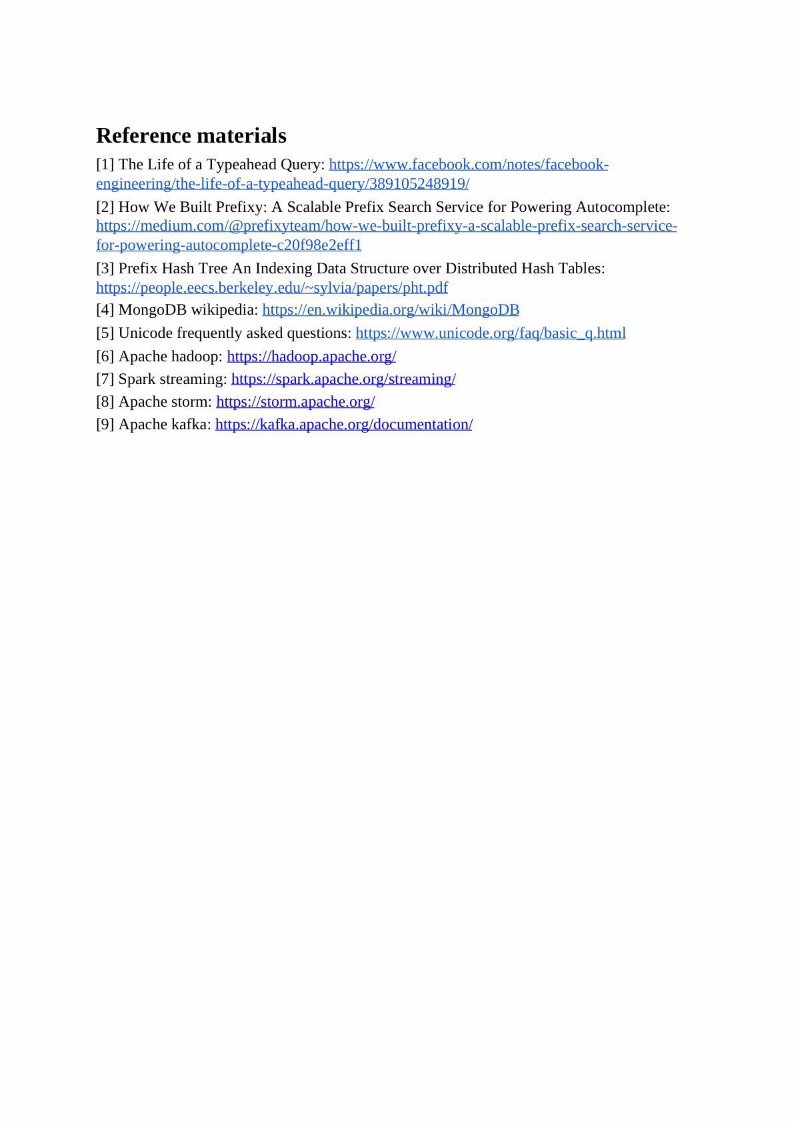 Reference materials
[1] The Life of a Typeahead Query: https://www.facebook.com/notes/facebook-
engineering/the-life-of-a-typeahead-query/389105248919/
[2] How We Built Prefixy: A Scalable Prefix Search Service for Powering Autocomplete:
https://medium.com/@prefixyteam/how-we-built-prefixy-a-scalable-prefix-search-service-
for-powering-autocomplete-c20f98e2eff1
[3] Prefix Hash Tree An Indexing Data Structure over Distributed Hash Tables:
https://people.eecs.berkeley.edu/~sylvia/papers/pht.pdf
[4] MongoDB wikipedia: https://en.wikipedia.org/wiki/MongoDB
[5] Unicode frequently asked questions: https://www.unicode.org/faq/basic_q.html
[6] Apache hadoop: https://hadoop.apache.org/
[7] Spark streaming: https://spark.apache.org/streaming/
[8] Apache storm: https://storm.apache.org/
[9] Apache kafka: https://kafka.apache.org/documentation/